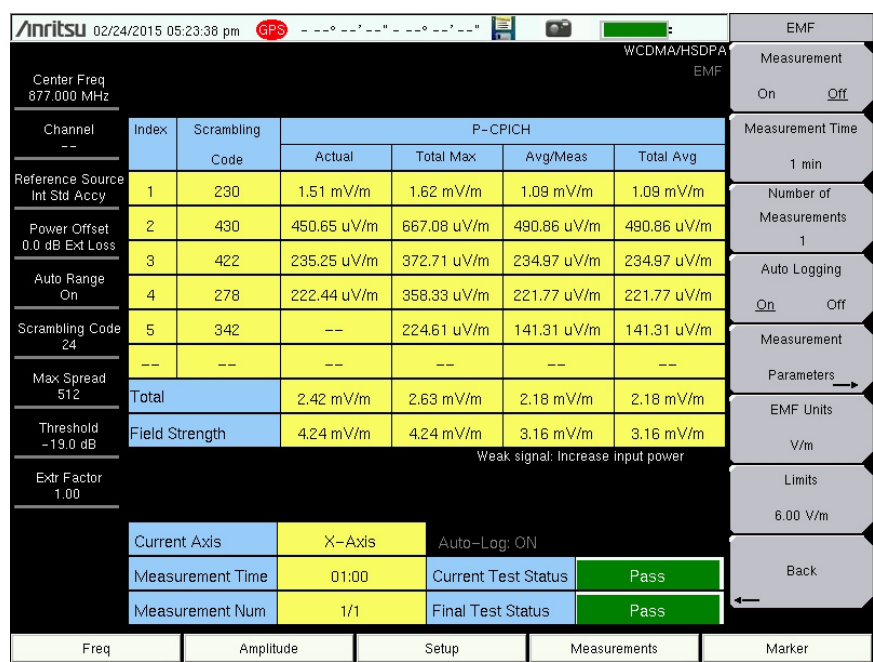 Anritsu 02/24/2015 05:23:38 pm GPS - --° --'--" - --° --'--"
WCDMA/HSDPA
EMF
Center Freq
877.000 MHz
Channel
--
Reference Source
Int Std Accy
Power Offset
0.0 dB Ext Loss
Auto Range
On
Scrambling Code
24
Max Spread
512
Threshold
-19.0 dB
Extr Factor
1.00
Index Scrambling Code P-CPICH
Actual Total Max Avg/Meas Total Avg
1 230 1.51 mV/m 1.62 mV/m 1.09 mV/m 1.09 mV/m
2 430 450.65 uV/m 667.08 uV/m 490.86 uV/m 490.86 uV/m
3 422 235.25 uV/m 372.71 uV/m 234.97 uV/m 234.97 uV/m
4 278 222.44 uV/m 358.33 uV/m 221.77 uV/m 221.77 uV/m
5 342 -- 224.61 uV/m 141.31 uV/m 141.31 uV/m
-- -- -- -- -- --
Total 2.42 mV/m 2.63 mV/m 2.18 mV/m 2.18 mV/m
Field Strength 4.24 mV/m 4.24 mV/m 3.16 mV/m 3.16 mV/m
Weak signal: Increase input power
Current Axis X-Axis Auto-Log: ON
Measurement Time 01:00 Current Test Status Pass
Measurement Num 1/1 Final Test Status Pass
EMF
Measurement
On Off
Measurement Time
1 min
Number of
Measurements
1
Auto Logging
On Off
Measurement
Parameters
EMF Units
V/m
Limits
6.00 V/m
Back
Freq Amplitude Setup Measurements Marker